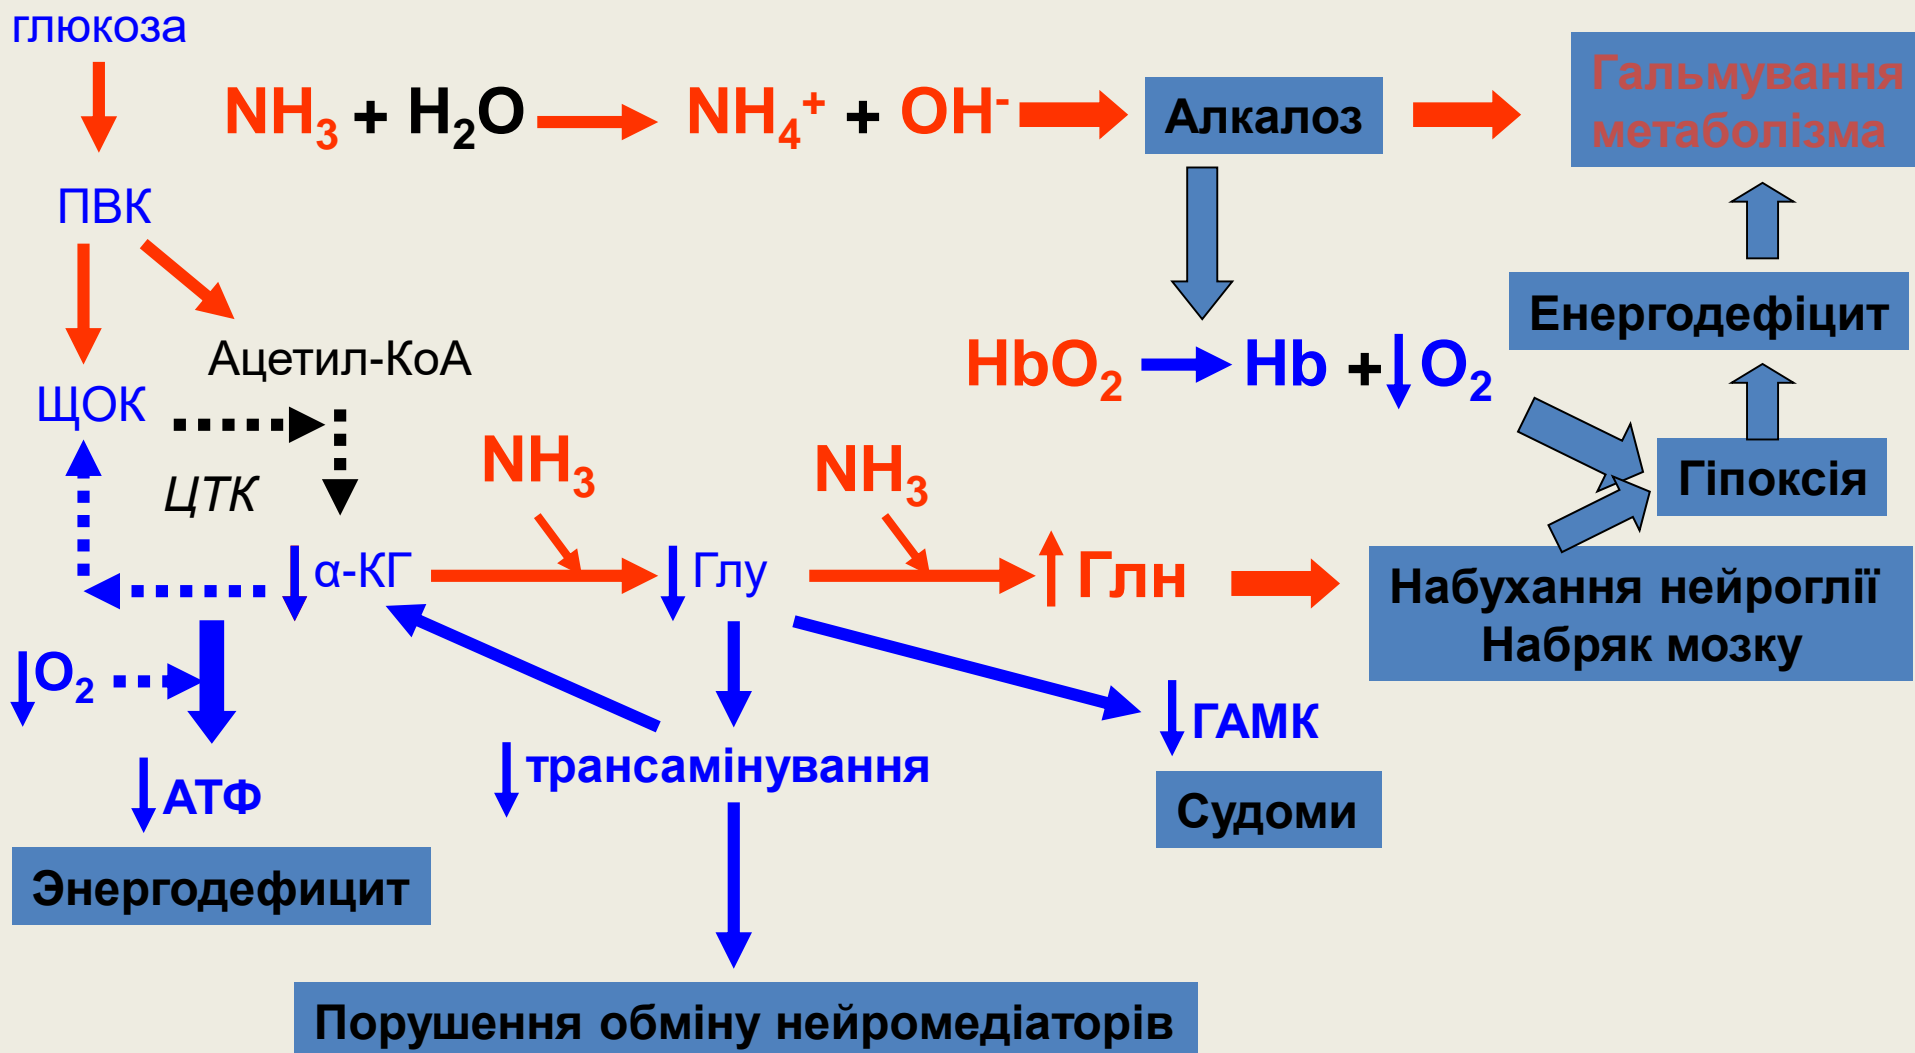 глюкоза
NH₃ + H₂O NH₄⁺ + OH⁻ Алкалоз
Гальмування
метаболізма
ПВК
Енергодефіцит
Ацетил-КоА
HbO₂ Hb + O₂
ЩОК
NH₃ NH₃
Гіпоксія
ЦТК
α-КГ Глу Глн
Набухання нейроглії
Набряк мозку
O₂
ГАМК
трансамінування
АТФ
Судоми
Энергодефицит
Порушення обміну нейромедіаторів